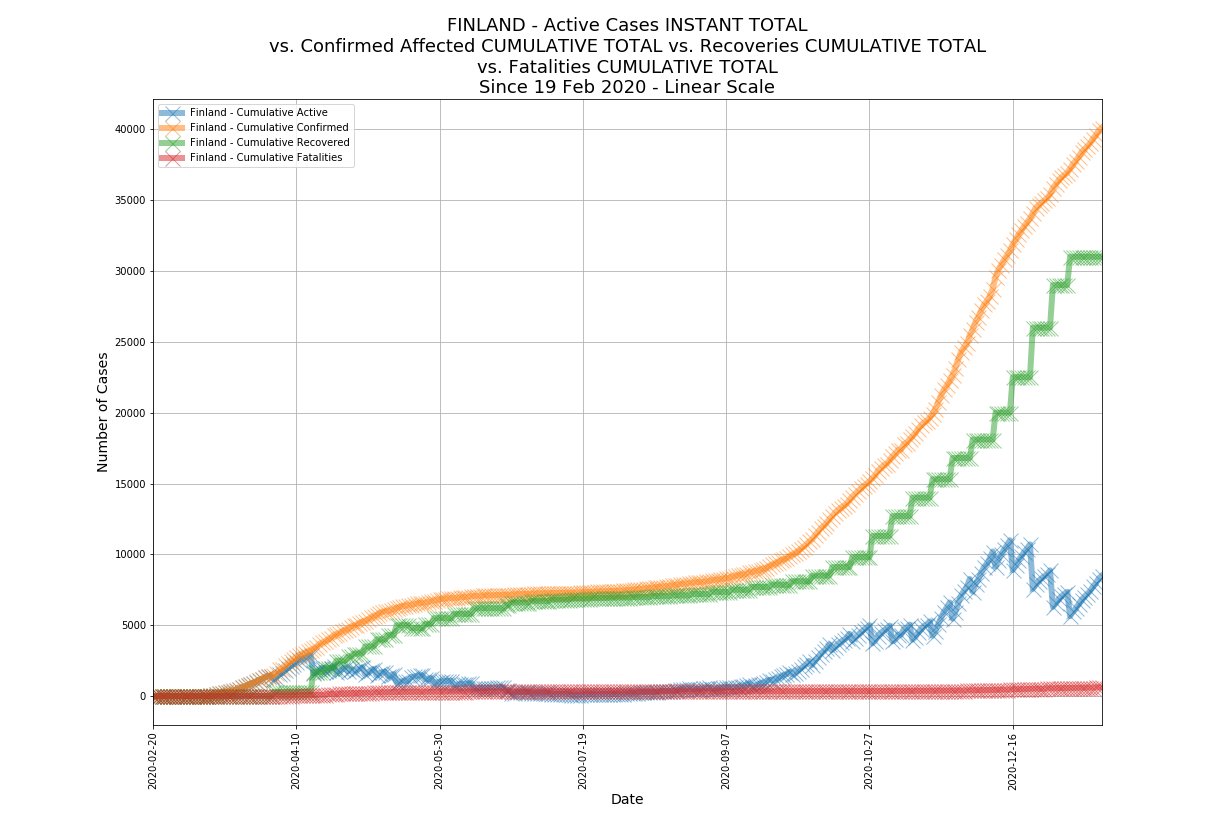 FINLAND - Active Cases INSTANT TOTAL
vs. Confirmed Affected CUMULATIVE TOTAL vs. Recoveries CUMULATIVE TOTAL
vs. Fatalities CUMULATIVE TOTAL
Since 19 Feb 2020 - Linear Scale
Finland - Cumulative Active
Finland - Cumulative Confirmed
Finland - Cumulative Recovered
Finland - Cumulative Fatalities
40000
35000
30000
25000
20000
15000
10000
5000
0
Number of Cases
2020-02-20
2020-04-10
2020-05-30
2020-07-19
2020-09-07
2020-10-27
2020-12-16
Date